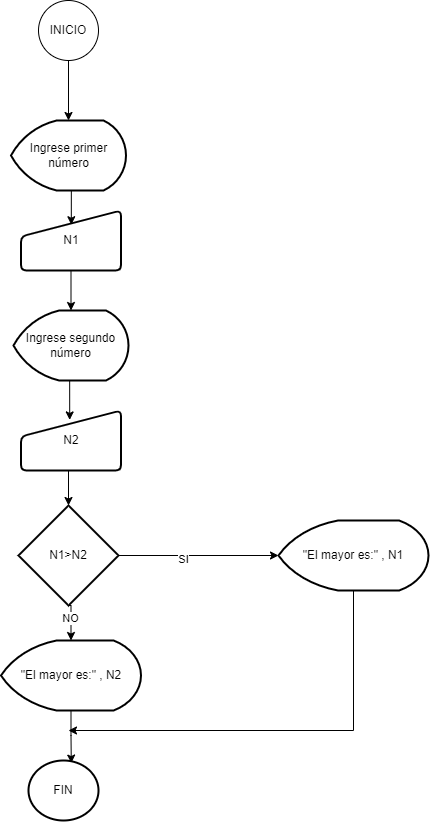 INICIO
Ingrese primer
número
N1
Ingrese segundo
número
N2
N1>N2
SI
"El mayor es:" , N1
NO
"El mayor es:" , N2
FIN